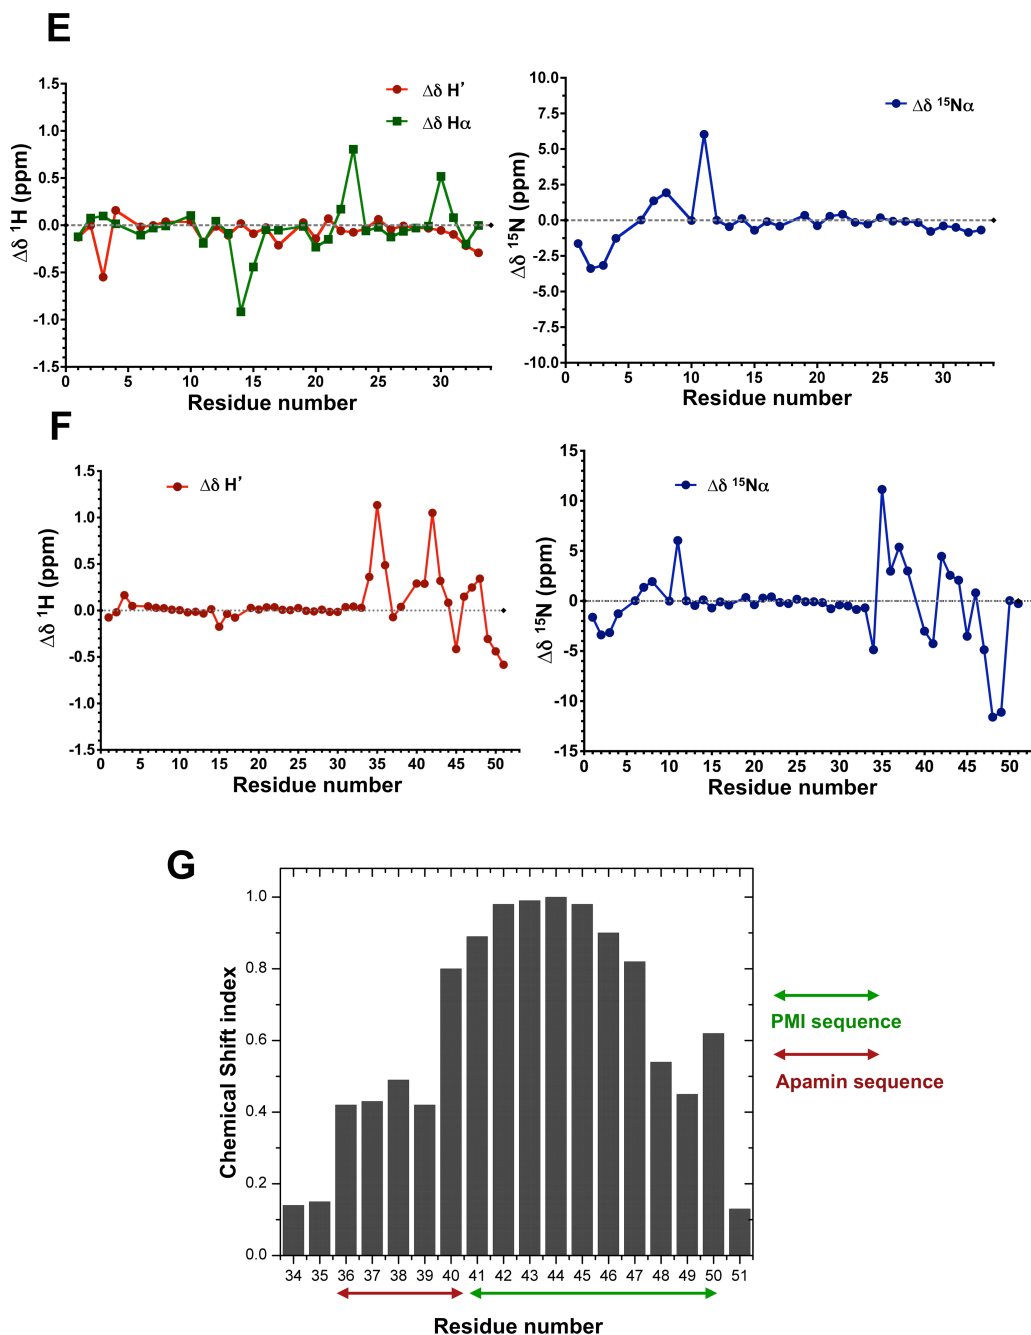 E
Δδ H’
Δδ Hα
Δδ ¹H (ppm)
1.5
1.0
0.5
0.0
-0.5
-1.0
-1.5
0 5 10 15 20 25 30
Residue number
Δδ ¹⁵Nα
Δδ ¹⁵N (ppm)
10.0
7.5
5.0
2.5
0.0
-2.5
-5.0
-7.5
-10.0
0 5 10 15 20 25 30
Residue number
F
Δδ H’
Δδ ¹H (ppm)
1.5
1.0
0.5
0.0
-0.5
-1.0
-1.5
0 5 10 15 20 25 30 35 40 45 50
Residue number
Δδ ¹⁵Nα
Δδ ¹⁵N (ppm)
15
10
5
0
-5
-10
-15
0 5 10 15 20 25 30 35 40 45 50
Residue number
G
Chemical Shift index
1.0
0.8
0.6
0.4
0.2
0.0
34 35 36 37 38 39 40 41 42 43 44 45 46 47 48 49 50 51
Residue number
PMI sequence
Apamin sequence